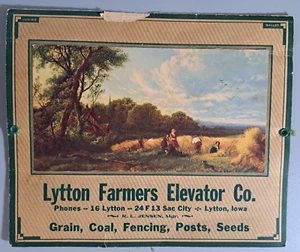 Lytton Farmers Elevator Co.
Phones -- 16 Lytton -- 24 F 13 Sac City -:- Lytton, Iowa
R. L. JENSEN, Mgr.
Grain, Coal, Fencing, Posts, Seeds